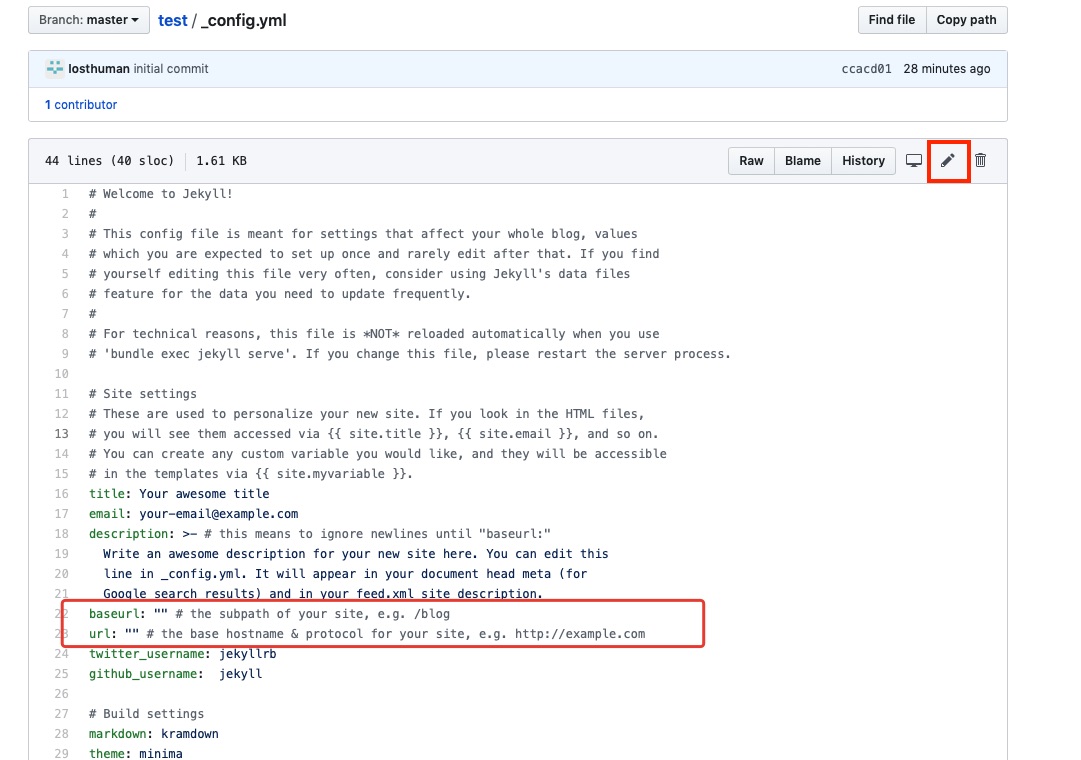 Branch: master test / _config.yml Find file Copy path
losthuman initial commit ccacd01 28 minutes ago
1 contributor
44 lines (40 sloc) 1.61 KB Raw Blame History
1 # Welcome to Jekyll!
2 #
3 # This config file is meant for settings that affect your whole blog, values
4 # which you are expected to set up once and rarely edit after that. If you find
5 # yourself editing this file very often, consider using Jekyll's data files
6 # feature for the data you need to update frequently.
7 #
8 # For technical reasons, this file is *NOT* reloaded automatically when you use
9 # 'bundle exec jekyll serve'. If you change this file, please restart the server process.
10
11 # Site settings
12 # These are used to personalize your new site. If you look in the HTML files,
13 # you will see them accessed via {{ site.title }}, {{ site.email }}, and so on.
14 # You can create any custom variable you would like, and they will be accessible
15 # in the templates via {{ site.myvariable }}.
16 title: Your awesome title
17 email: your-email@example.com
18 description: >- # this means to ignore newlines until "baseurl:"
19 Write an awesome description for your new site here. You can edit this
20 line in _config.yml. It will appear in your document head meta (for
21 Google search results) and in your feed.xml site description.
22 baseurl: "" # the subpath of your site, e.g. /blog
23 url: "" # the base hostname & protocol for your site, e.g. http://example.com
24 twitter_username: jekyllrb
25 github_username:  jekyll
26
27 # Build settings
28 markdown: kramdown
29 theme: minima